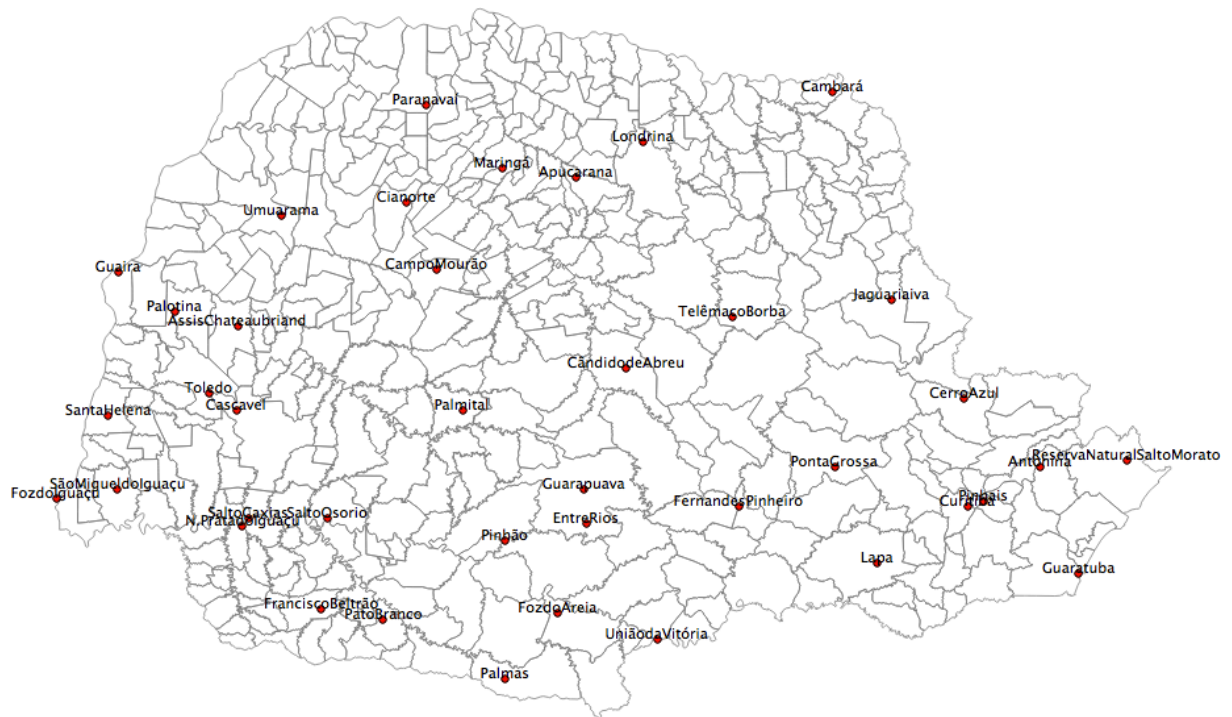 Cambará
Paranavaí
Londrina
Maringá
Apucarana
Cianorte
Umuarama
CampoMourão
Guaira
Jaguariaiva
Palotina
TelêmacoBorba
AssisChateaubriand
CândidodeAbreu
Toledo
CerroAzul
SantaHelena
Cascavel
Palmital
ReservaNaturalSaltoMorato
PontaGrossa
Antonina
SãoMigueldoIguaçu
Guarapuava
FozdoIguaçu
Pinhais
FernandesPinheiro
Curitiba
SaltoCaxias
SaltoOsorio
EntreRios
N.PratadoIguaçu
Pinhão
Lapa
Guaratuba
FranciscoBeltrão
FozdoAreia
PatoBranco
UniãodaVitória
Palmas